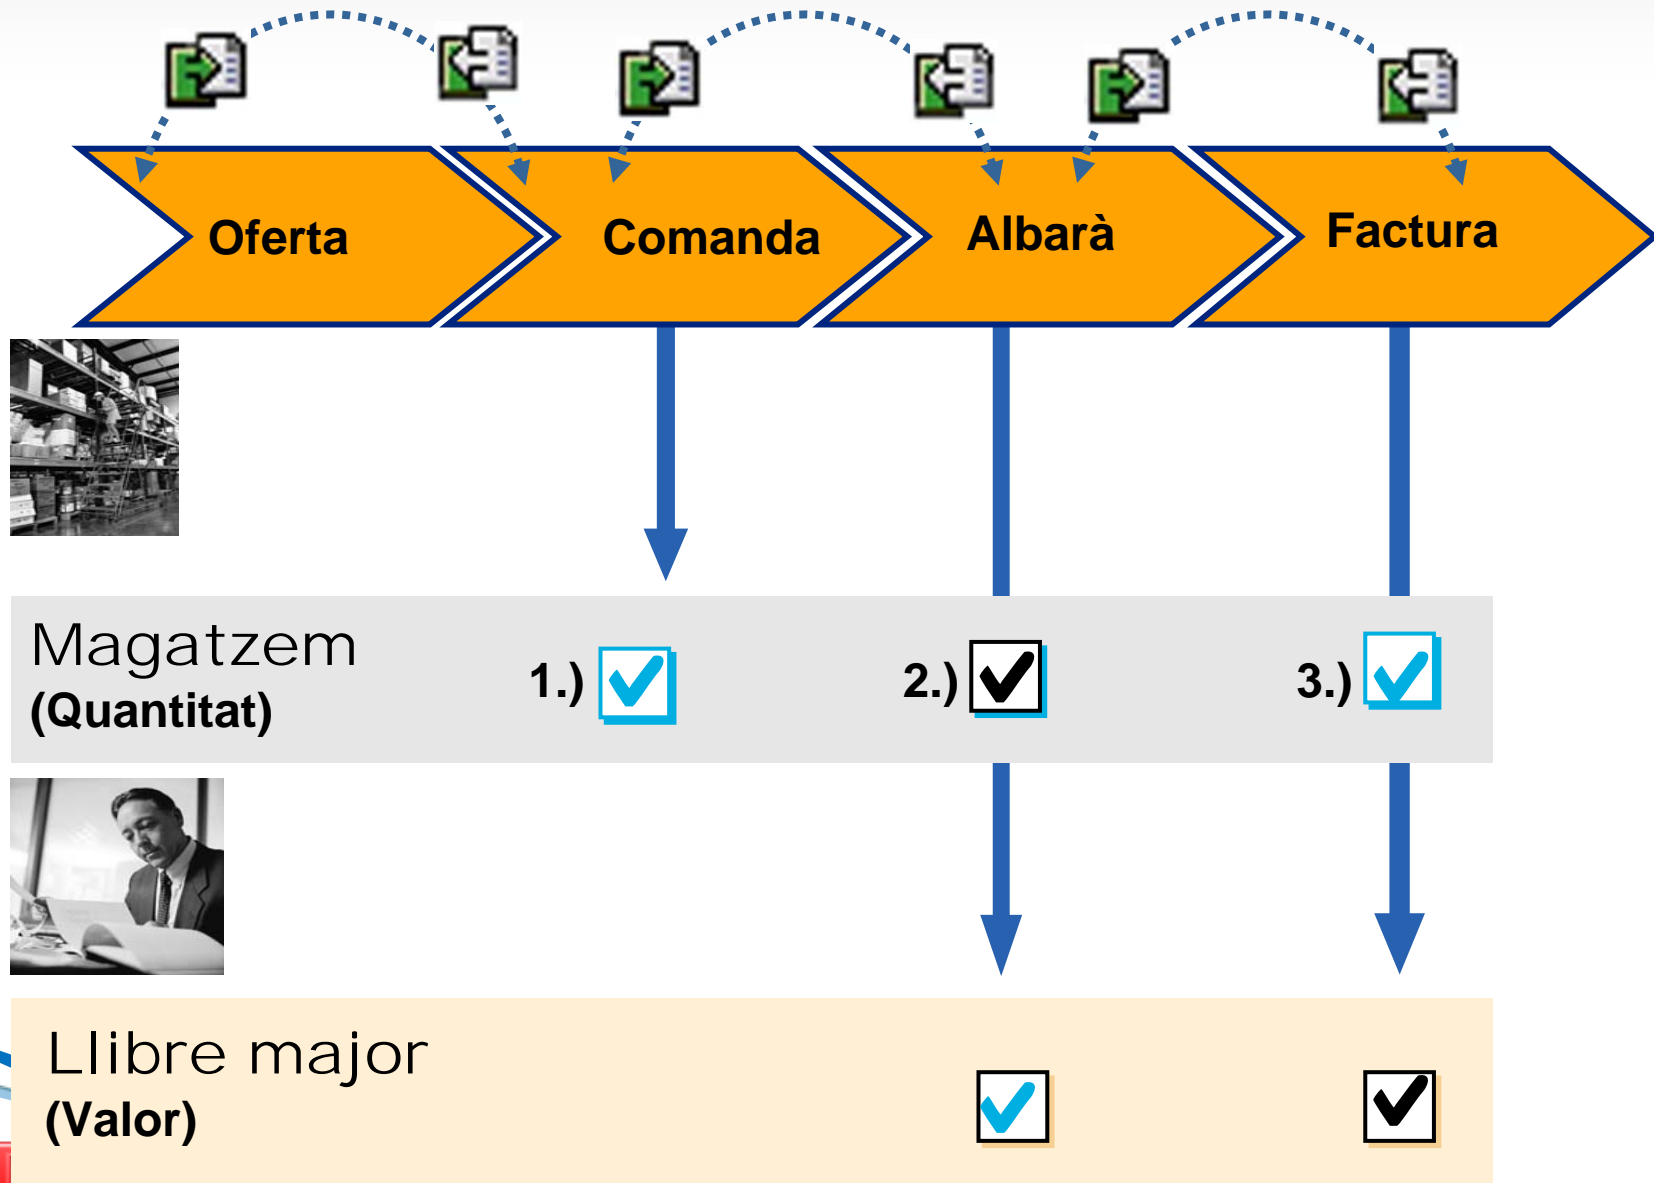 Oferta
Comanda
Albarà
Factura
Magatzem
(Quantitat)
1.)
2.)
3.)
Llibre major
(Valor)